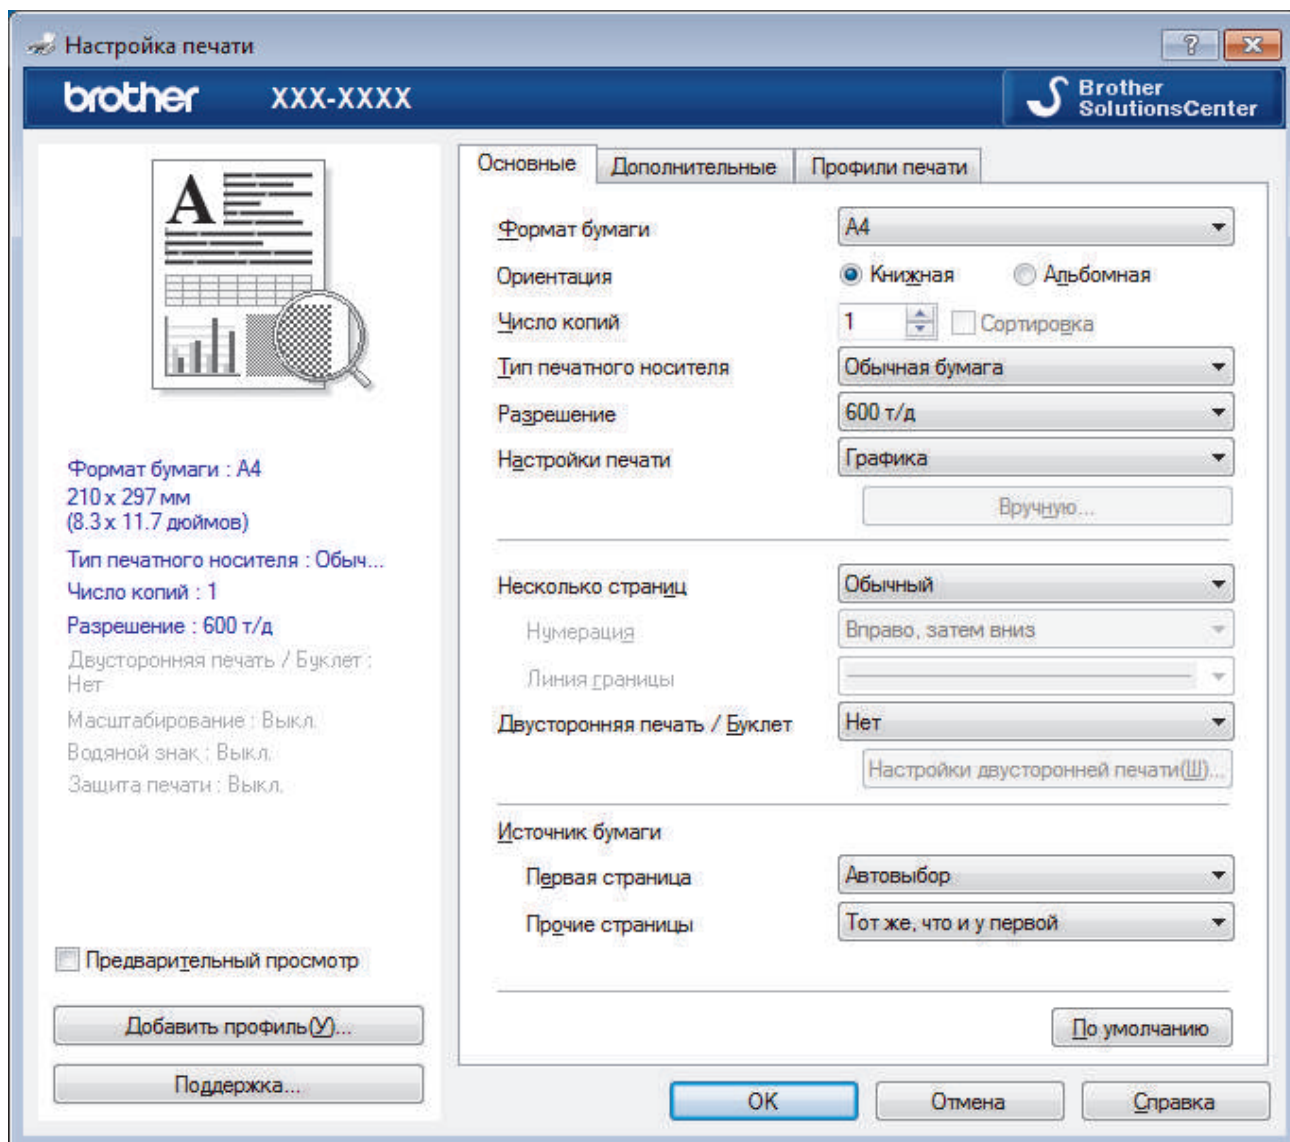 Настройка печати
brother XXX-XXXX
Brother
SolutionsCenter
A
Формат бумаги : A4
210 x 297 мм
(8.3 x 11.7 дюймов)
Тип печатного носителя : Обыч...
Число копий : 1
Разрешение : 600 т/д
Двусторонняя печать / Буклет :
Нет
Масштабирование : Выкл.
Водяной знак : Выкл.
Защита печати : Выкл.
Предварительный просмотр
Добавить профиль(У)...
Поддержка...
Основные Дополнительные Профили печати
Формат бумаги A4
Ориентация Книжная Альбомная
Число копий 1 Сортировка
Тип печатного носителя Обычная бумага
Разрешение 600 т/д
Настройки печати Графика
Вручную...
Несколько страниц Обычный
Нумерация Вправо, затем вниз
Линия границы
Двусторонняя печать / Буклет Нет
Настройки двусторонней печати(Ш)...
Источник бумаги
Первая страница Автовыбор
Прочие страницы Тот же, что и у первой
По умолчанию
OK Отмена Справка